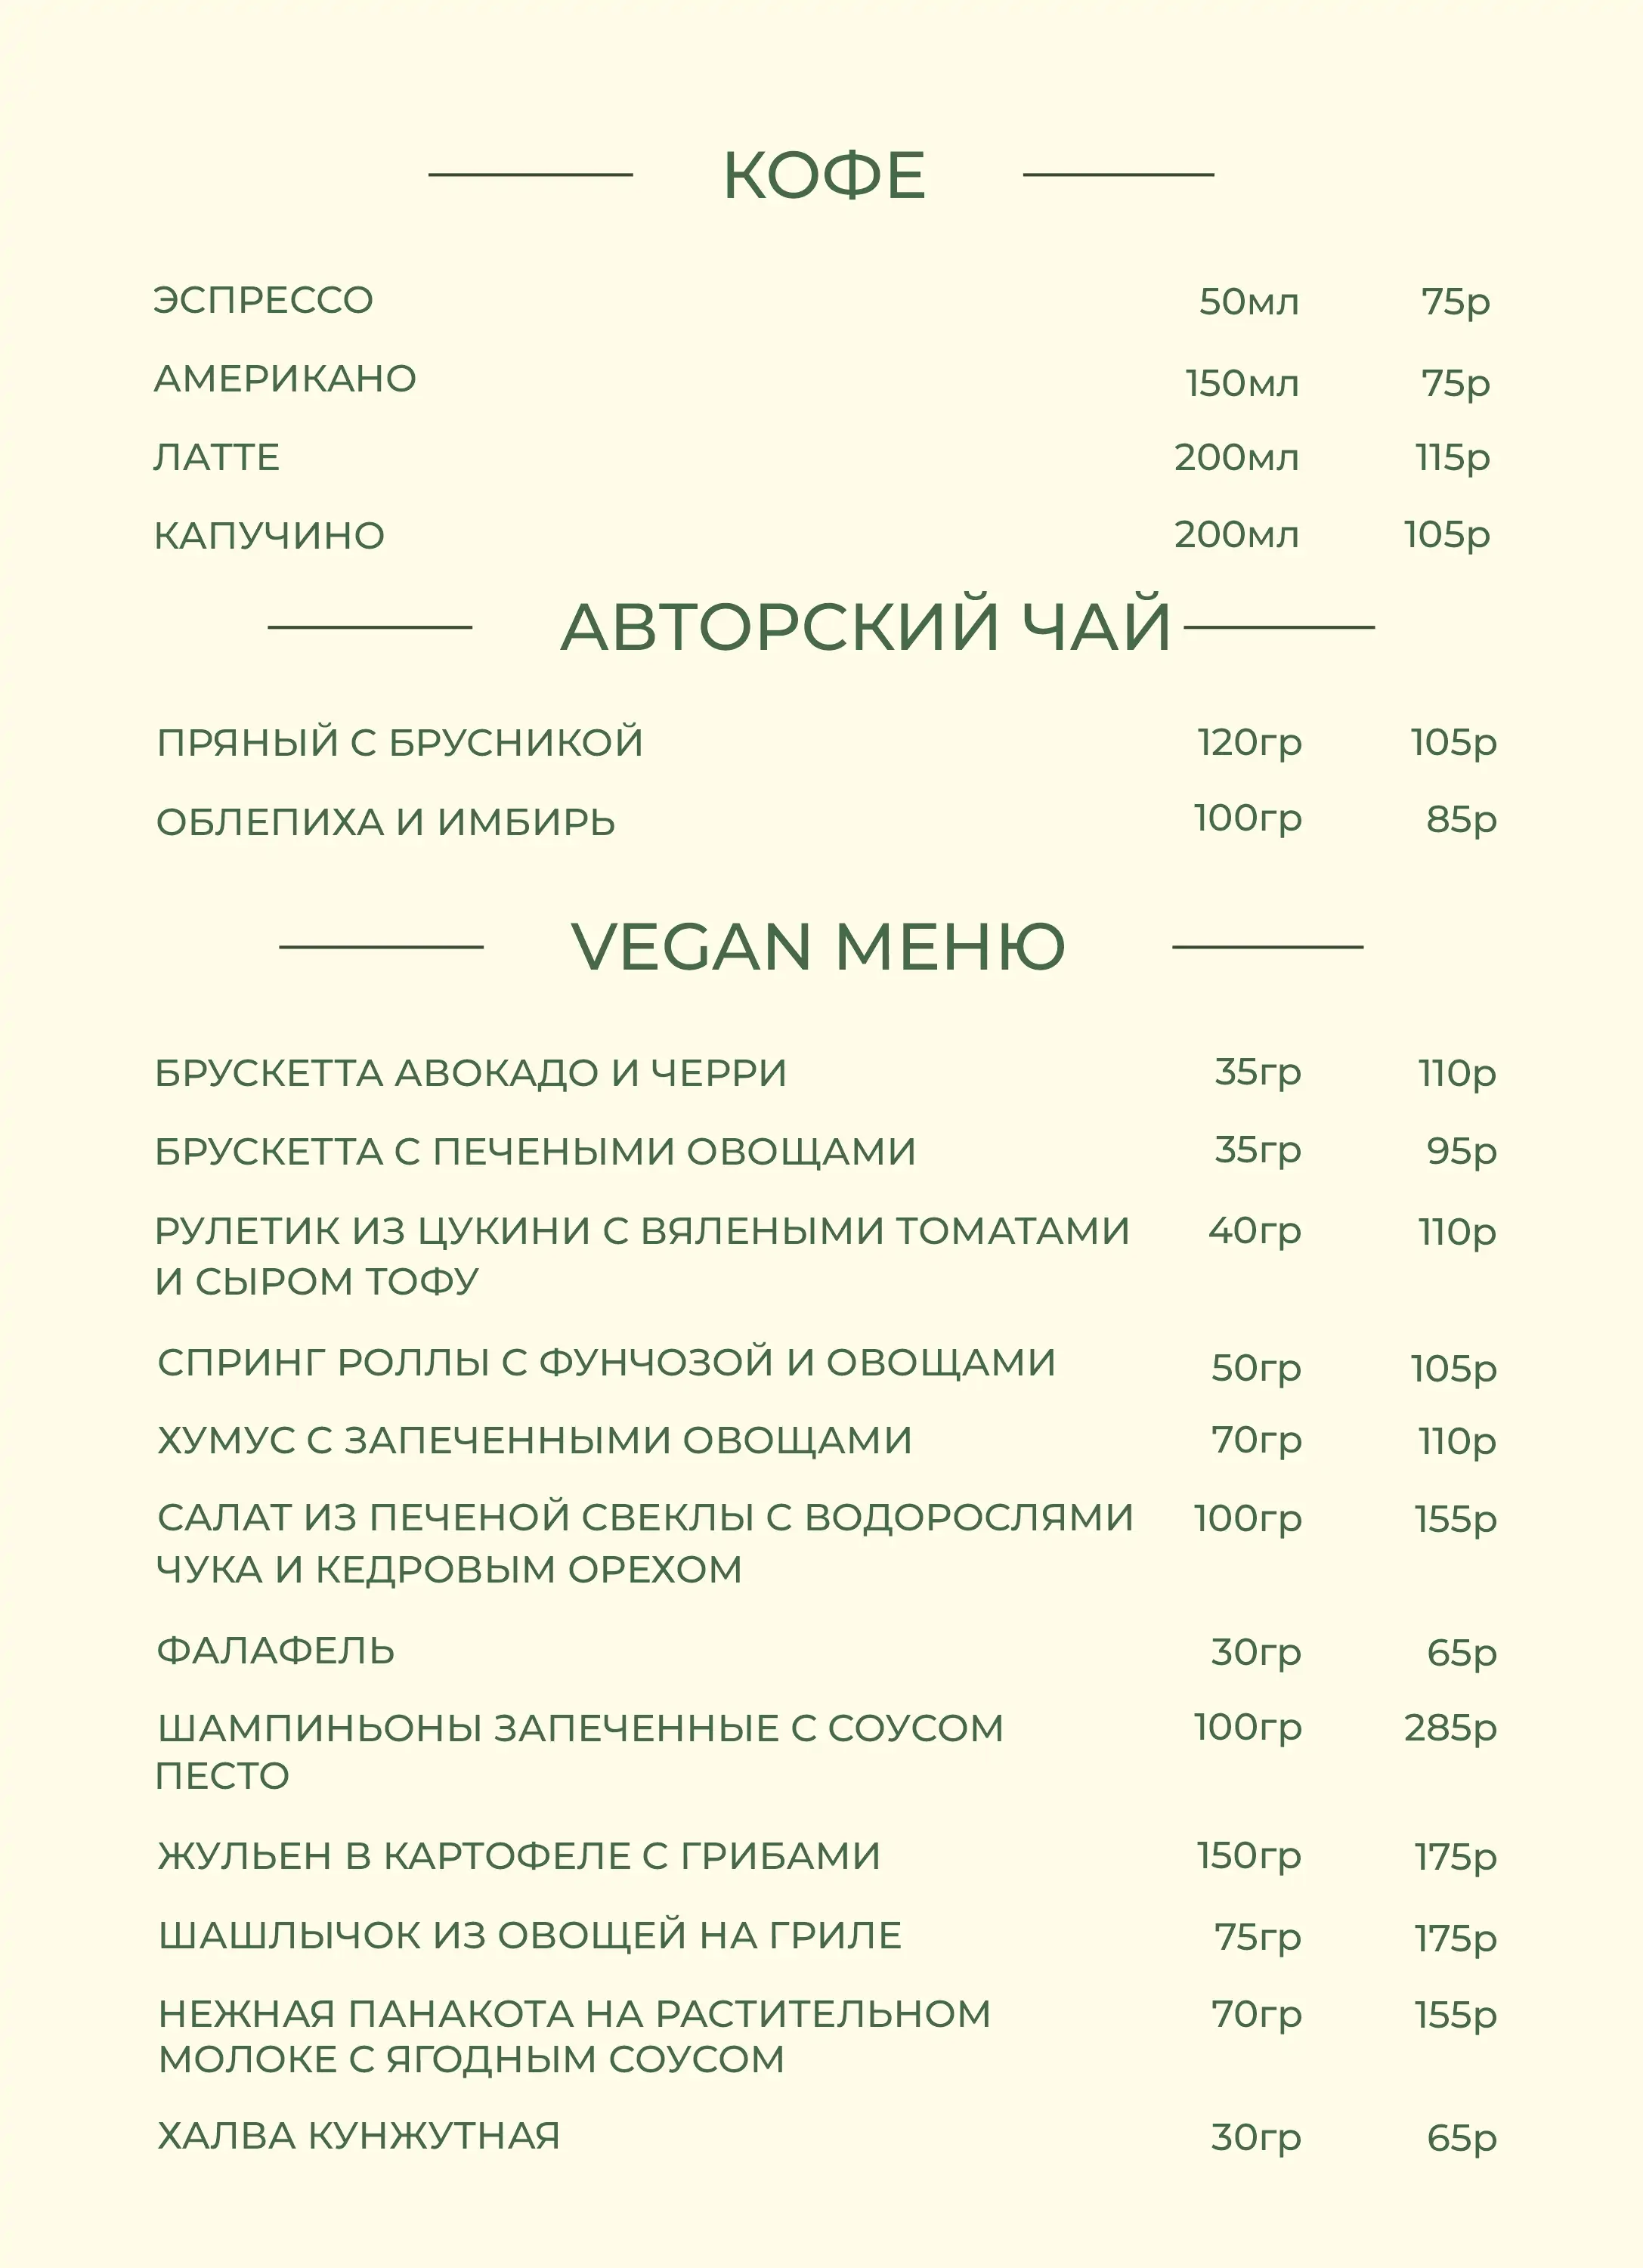 КОФЕ
ЭСПРЕССО 50мл 75р
АМЕРИКАНО 150мл 75р
ЛАТТЕ 200мл 115р
КАПУЧИНО 200мл 105р
АВТОРСКИЙ ЧАЙ
ПРЯНЫЙ С БРУСНИКОЙ 120гр 105р
ОБЛЕПИХА И ИМБИРЬ 100гр 85р
VEGAN МЕНЮ
БРУСКЕТТА АВОКАДО И ЧЕРРИ 35гр 110р
БРУСКЕТТА С ПЕЧЕНЫМИ ОВОЩАМИ 35гр 95р
РУЛЕТИК ИЗ ЦУКИНИ С ВЯЛЕНЫМИ ТОМАТАМИ 40гр 110р
И СЫРОМ ТОФУ
СПРИНГ РОЛЛЫ С ФУНЧОЗОЙ И ОВОЩАМИ 50гр 105р
ХУМУС С ЗАПЕЧЕННЫМИ ОВОЩАМИ 70гр 110р
САЛАТ ИЗ ПЕЧЕНОЙ СВЕКЛЫ С ВОДОРОСЛЯМИ 100гр 155р
ЧУКА И КЕДРОВЫМ ОРЕХОМ
ФАЛАФЕЛЬ 30гр 65р
ШАМПИНЬОНЫ ЗАПЕЧЕННЫЕ С СОУСОМ 100гр 285р
ПЕСТО
ЖУЛЬЕН В КАРТОФЕЛЕ С ГРИБАМИ 150гр 175р
ШАШЛЫЧОК ИЗ ОВОЩЕЙ НА ГРИЛЕ 75гр 175р
НЕЖНАЯ ПАНАКОТА НА РАСТИТЕЛЬНОМ 70гр 155р
МОЛОКЕ С ЯГОДНЫМ СОУСОМ
ХАЛВА КУНЖУТНАЯ 30гр 65р